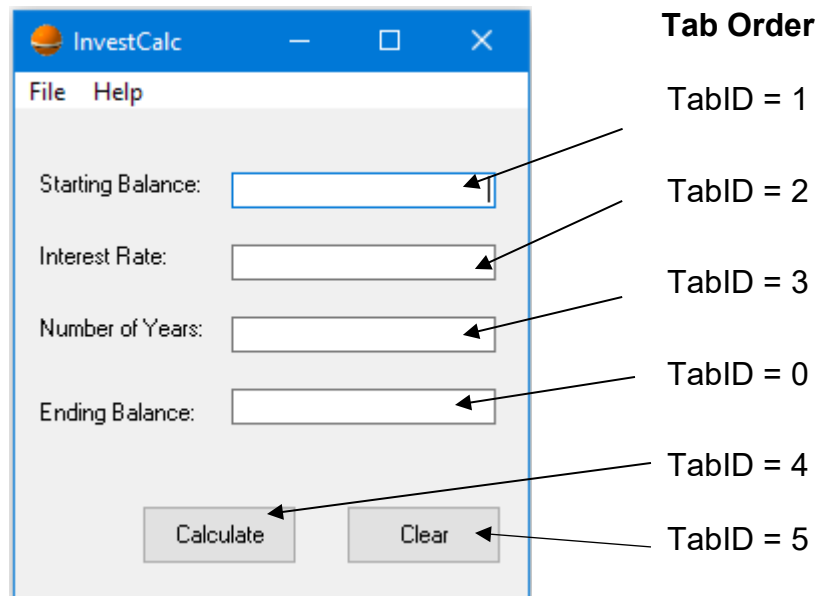 InvestCalc
File Help
Tab Order
Starting Balance:
TabID = 1
Interest Rate:
TabID = 2
Number of Years:
TabID = 3
Ending Balance:
TabID = 0
Calculate
TabID = 4
Clear
TabID = 5